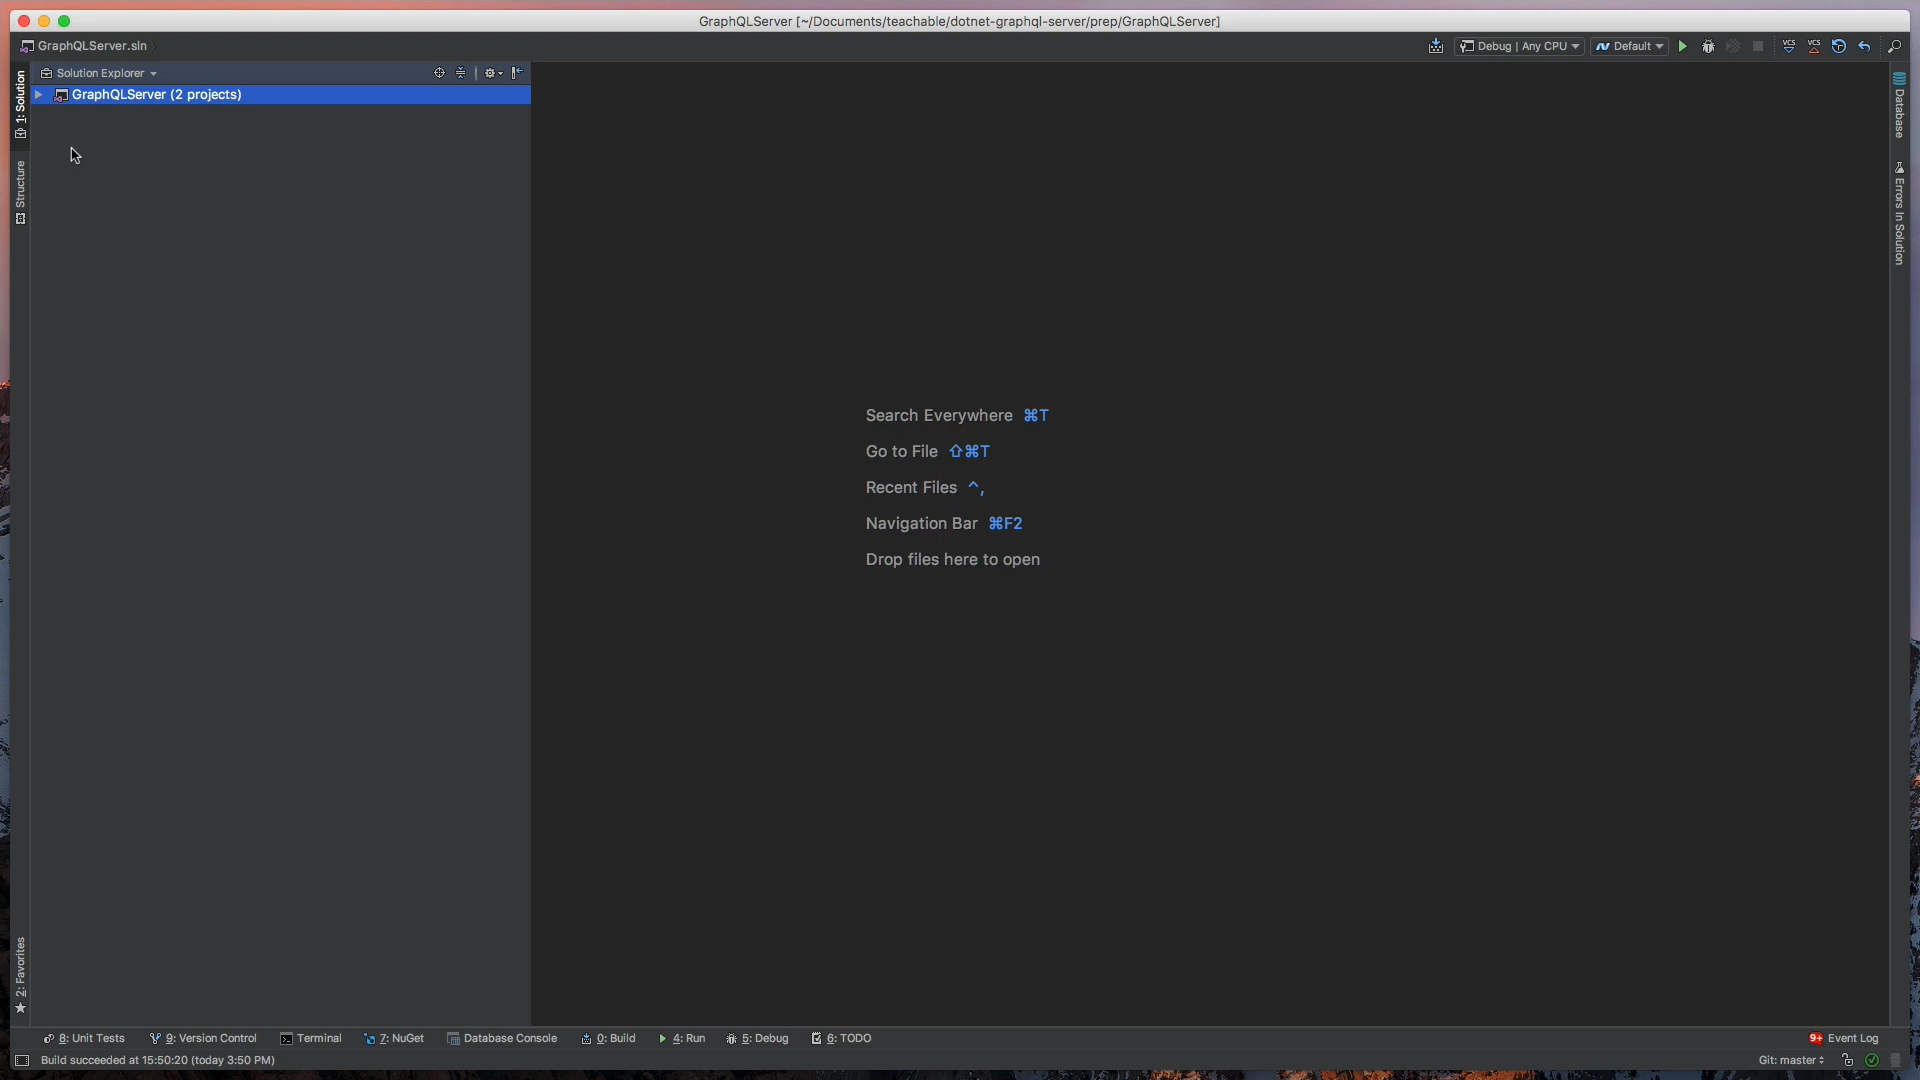 GraphQLServer [~/Documents/teachable/dotnet-graphql-server/prep/GraphQLServer]
GraphQLServer.sln
Debug | Any CPU
Default
VCS
VCS
1: Solution
Solution Explorer
GraphQLServer (2 projects)
Structure
Database
Errors In Solution
Search Everywhere ⌘T
Go to File ⇧⌘T
Recent Files ^,
Navigation Bar ⌘F2
Drop files here to open
2: Favorites
8: Unit Tests
9: Version Control
Terminal
7: NuGet
Database Console
0: Build
4: Run
5: Debug
6: TODO
9+ Event Log
Build succeeded at 15:50:20 (today 3:50 PM)
Git: master